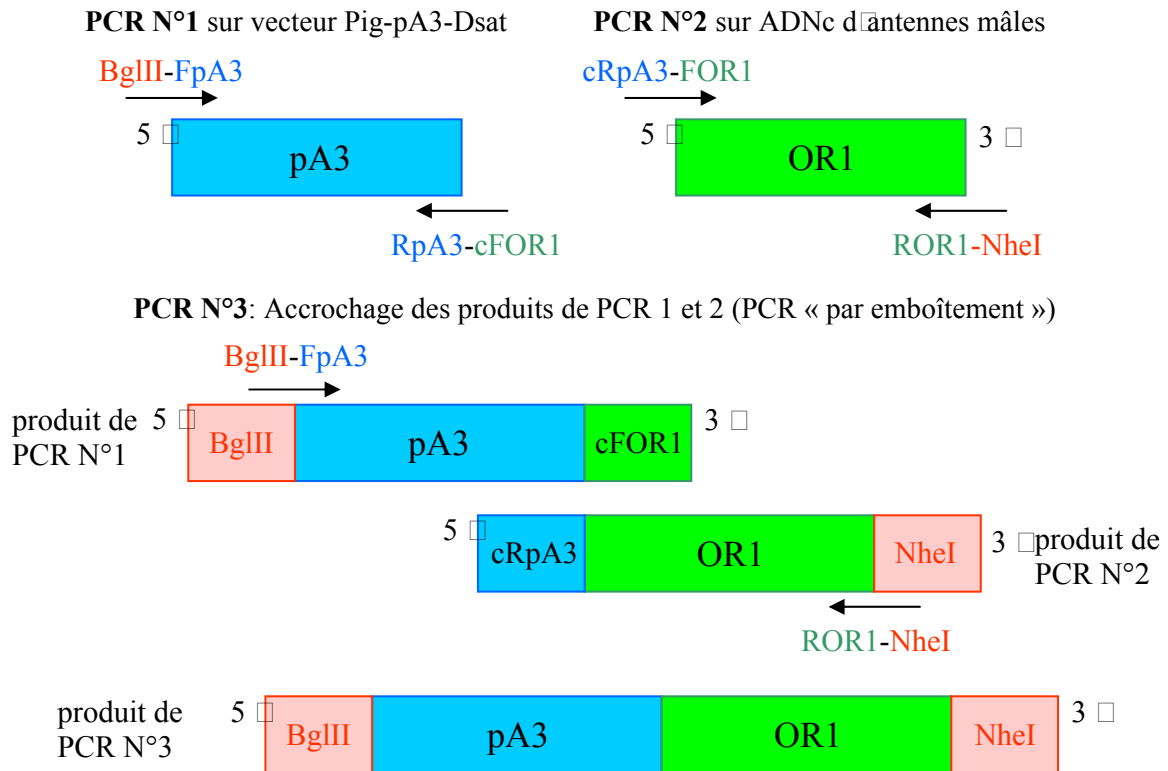 PCR N°1 sur vecteur Pig-pA3-Dsat
PCR N°2 sur ADNc d□antennes mâles
BglII-FpA3
cRpA3-FOR1
5 □
pA3
5 □
OR1
3 □
RpA3-cFOR1
ROR1-NheI
PCR N°3: Accrochage des produits de PCR 1 et 2 (PCR « par emboîtement »)
BglII-FpA3
produit de
PCR N°1
5 □
BglII
pA3
cFOR1
3 □
5 □
cRpA3
OR1
NheI
3 □
produit de
PCR N°2
ROR1-NheI
produit de
PCR N°3
5 □
BglII
pA3
OR1
NheI
3 □